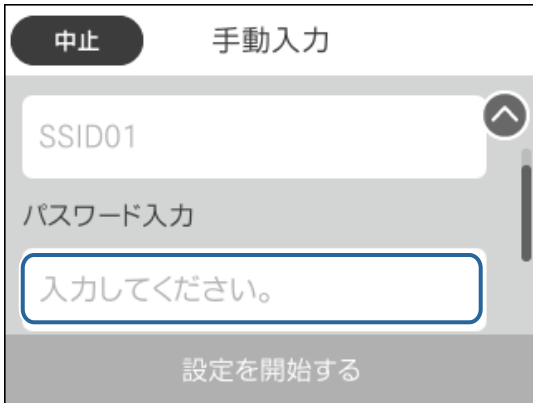 中止
手動入力
SSID01
パスワード入力
入力してください。
設定を開始する